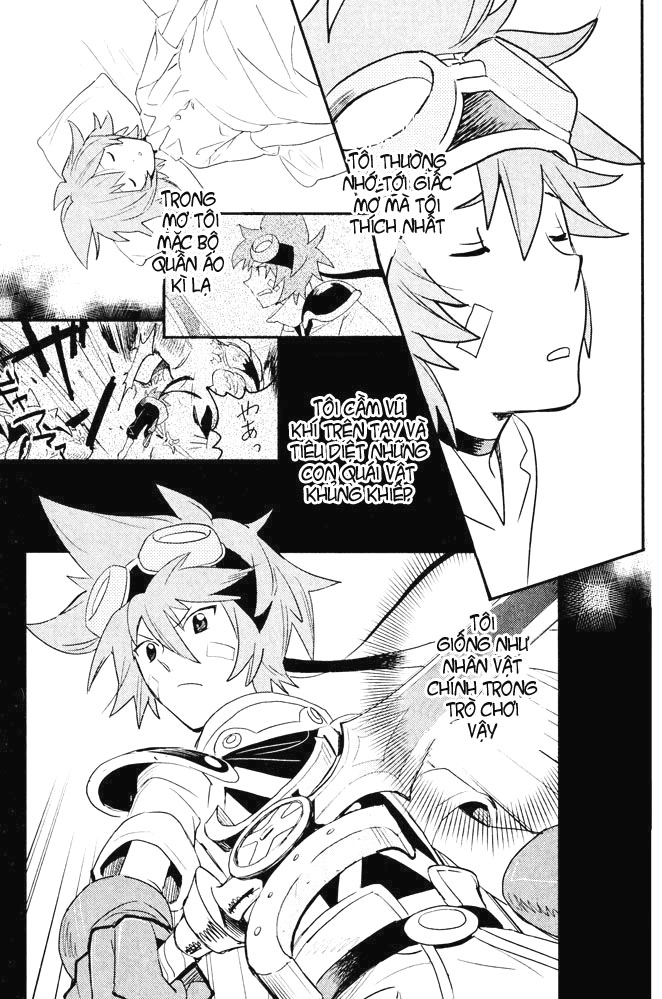 TÔI THƯỜNG
NHỚ TỚI GIẤC
MƠ MÀ TÔI
THÍCH NHẤT
TRONG
MƠ TÔI
MẶC BỘ
QUẦN ÁO
KÌ LẠ
TÔI CẦM VŨ
KHÍ TRÊN TAY VÀ
TIÊU DIỆT NHỮNG
CON QUÁI VẬT
KHỦNG KHIẾP
やあっ
TÔI
GIỐNG NHƯ
NHÂN VẬT
CHÍNH TRONG
TRÒ CHƠI
VẬY